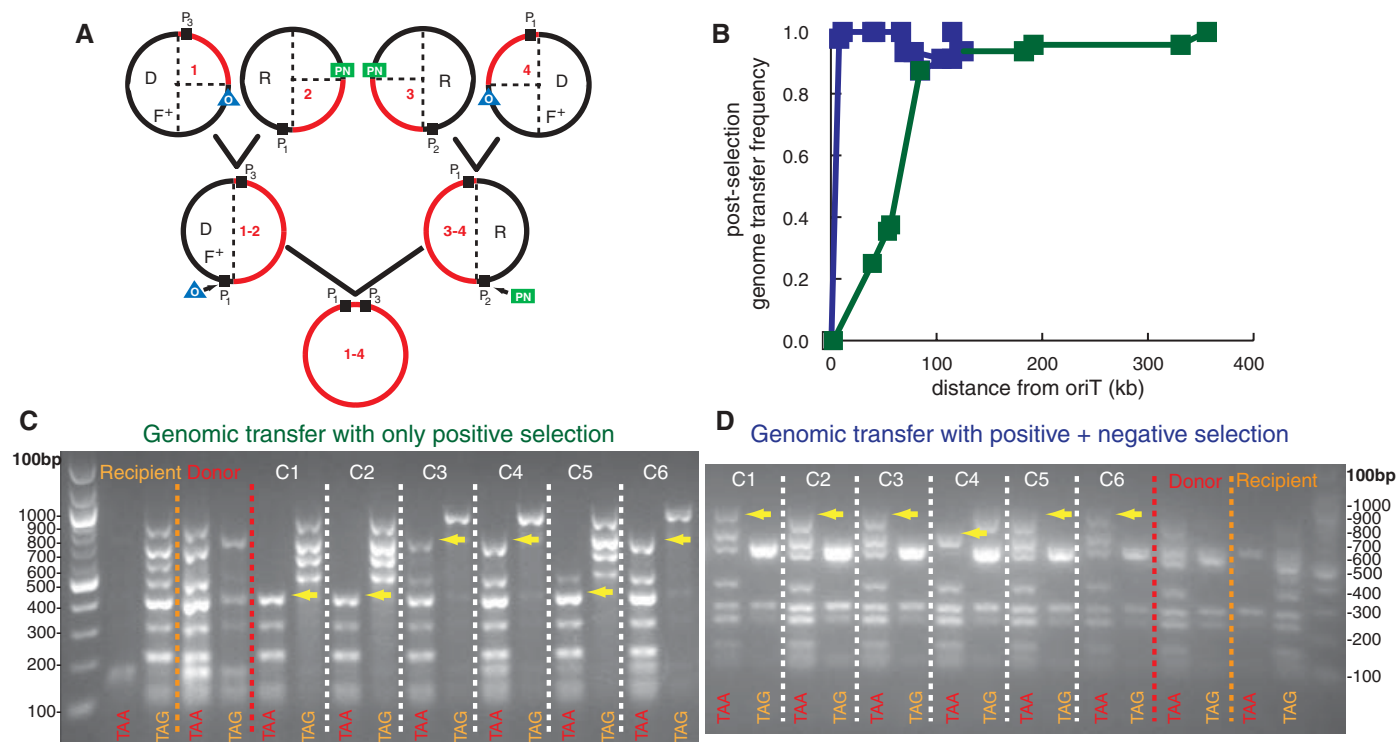 A
P3
1
D
F+
O
R
PN
2
P1
PN
R
3
P2
P1
4
D
F+
O
P3
D
1-2
F+
O
P1
P1
3-4
R
P2
PN
P1
P3
1-4
B
post-selection
genome transfer frequency
1.0
0.8
0.6
0.4
0.2
0.0
0
100
200
300
400
distance from oriT (kb)
C
Genomic transfer with only positive selection
100bp
Recipient
Donor
C1
C2
C3
C4
C5
C6
1000-
900-
800-
700-
600-
500-
400-
300-
200-
100-
TAA
TAG
TAA
TAG
TAA
TAG
TAA
TAG
TAA
TAG
TAA
TAG
TAA
TAG
TAA
TAG
D
Genomic transfer with positive + negative selection
C1
C2
C3
C4
C5
C6
Donor
Recipient
100bp
-1000
-900
-800
-700
-600
-500
-400
-300
-200
-100
TAA
TAG
TAA
TAG
TAA
TAG
TAA
TAG
TAA
TAG
TAA
TAG
TAA
TAG
TAA
TAG